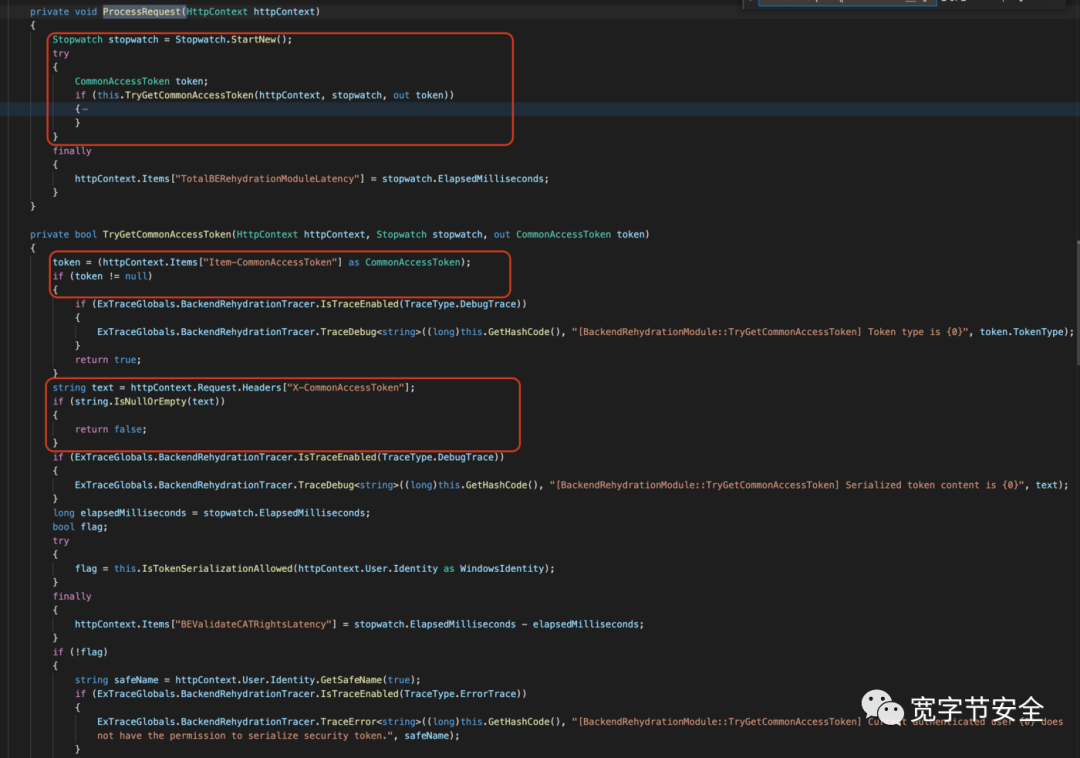 private void ProcessRequest(HttpContext httpContext)
{
Stopwatch stopwatch = Stopwatch.StartNew();
try
{
CommonAccessToken token;
if (this.TryGetCommonAccessToken(httpContext, stopwatch, out token))
{
}
}
finally
{
httpContext.Items["TotalBERehydrationModuleLatency"] = stopwatch.ElapsedMilliseconds;
}
}
private bool TryGetCommonAccessToken(HttpContext httpContext, Stopwatch stopwatch, out CommonAccessToken token)
{
token = (httpContext.Items["Item-CommonAccessToken"] as CommonAccessToken);
if (token != null)
{
if (ExTraceGlobals.BackendRehydrationTracer.IsTraceEnabled(TraceType.DebugTrace))
{
ExTraceGlobals.BackendRehydrationTracer.TraceDebug<string>((long)this.GetHashCode(), "[BackendRehydrationModule::TryGetCommonAccessToken] Token type is {0}", token.TokenType);
}
return true;
}
string text = httpContext.Request.Headers["X-CommonAccessToken"];
if (string.IsNullOrEmpty(text))
{
return false;
}
if (ExTraceGlobals.BackendRehydrationTracer.IsTraceEnabled(TraceType.DebugTrace))
{
ExTraceGlobals.BackendRehydrationTracer.TraceDebug<string>((long)this.GetHashCode(), "[BackendRehydrationModule::TryGetCommonAccessToken] Serialized token content is {0}", text);
}
long elapsedMilliseconds = stopwatch.ElapsedMilliseconds;
bool flag;
try
{
flag = this.IsTokenSerializationAllowed(httpContext.User.Identity as WindowsIdentity);
}
finally
{
httpContext.Items["BEValidateCATRightsLatency"] = stopwatch.ElapsedMilliseconds - elapsedMilliseconds;
}
if (!flag)
{
string safeName = httpContext.User.Identity.GetSafeName(true);
if (ExTraceGlobals.BackendRehydrationTracer.IsTraceEnabled(TraceType.ErrorTrace))
{
ExTraceGlobals.BackendRehydrationTracer.TraceError<string>((long)this.GetHashCode(), "[BackendRehydrationModule::TryGetCommonAccessToken] Current authenticated user {0} does
not have the permission to serialize security token.", safeName);
}
宽字节安全